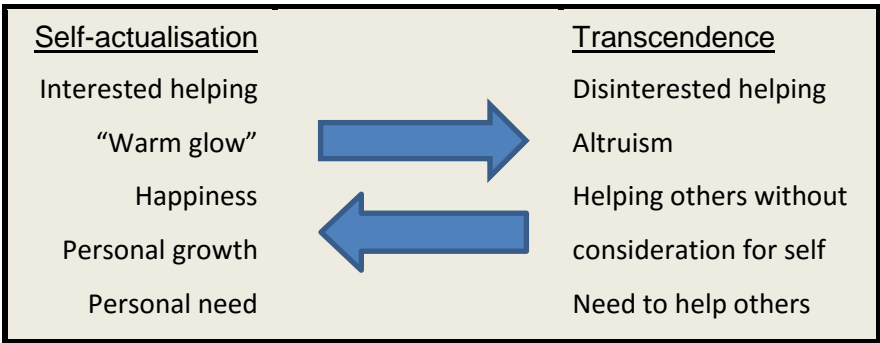 Self-actualisation
Interested helping
“Warm glow”
Happiness
Personal growth
Personal need
Transcendence
Disinterested helping
Altruism
Helping others without
consideration for self
Need to help others